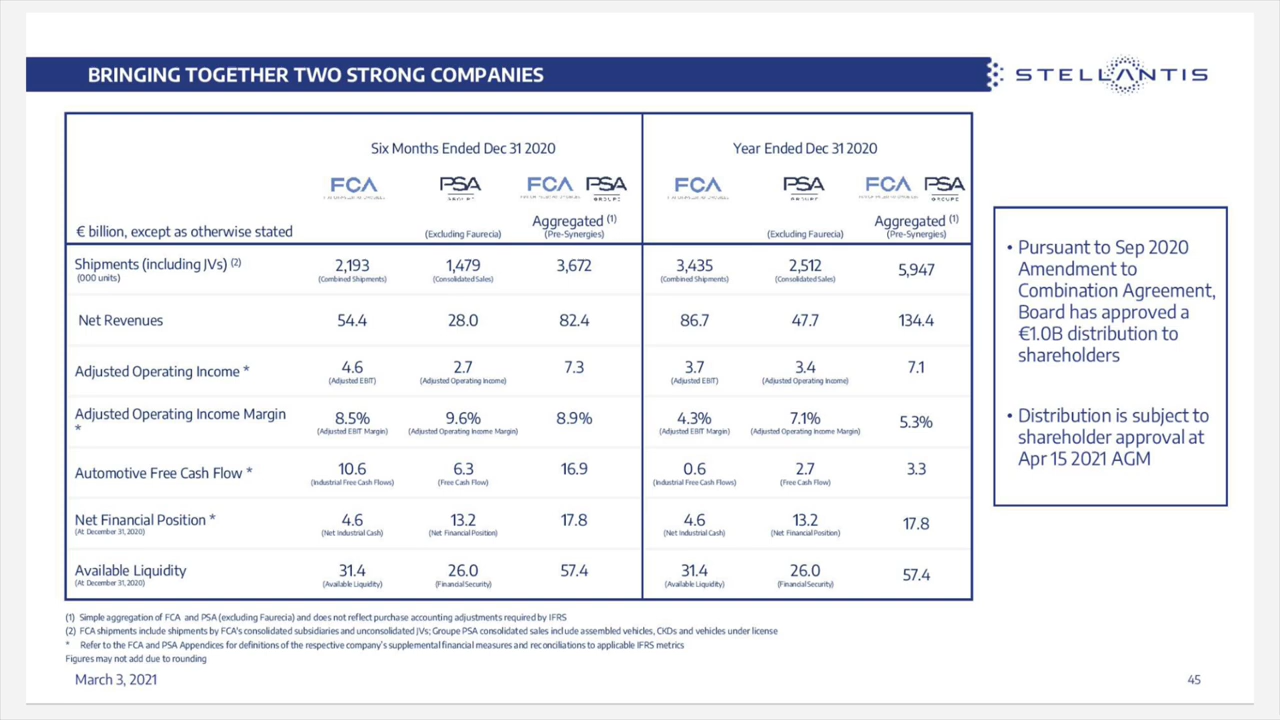 BRINGING TOGETHER TWO STRONG COMPANIES
STELLANTIS
Six Months Ended Dec 31 2020
Year Ended Dec 31 2020
FCA PSA FCA PSA FCA PSA FCA PSA
GROUPE GROUPE GROUPE GROUPE
€ billion, except as otherwise stated
(Excluding Faurecia)
Aggregated (1)
(Pre-Synergies)
(Excluding Faurecia)
Aggregated (1)
(Pre-Synergies)
Shipments (including JVs) (2) 2,193 1,479 3,672 3,435 2,512 5,947
(000 units) (Combined Shipments) (Consolidated Sales) (Combined Shipments) (Consolidated Sales)
Net Revenues 54.4 28.0 82.4 86.7 47.7 134.4
Adjusted Operating Income * 4.6 2.7 7.3 3.7 3.4 7.1
(Adjusted EBIT) (Adjusted Operating Income) (Adjusted EBIT) (Adjusted Operating Income)
Adjusted Operating Income Margin 8.5% 9.6% 8.9% 4.3% 7.1% 5.3%
* (Adjusted EBIT Margin) (Adjusted Operating Income Margin) (Adjusted EBIT Margin) (Adjusted Operating Income Margin)
Automotive Free Cash Flow * 10.6 6.3 16.9 0.6 2.7 3.3
(Industrial Free Cash Flows) (Free Cash Flow) (Industrial Free Cash Flows) (Free Cash Flow)
Net Financial Position * 4.6 13.2 17.8 4.6 13.2 17.8
(At December 31, 2020) (Net Industrial Cash) (Net Financial Position) (Net Industrial Cash) (Net Financial Position)
Available Liquidity 31.4 26.0 57.4 31.4 26.0 57.4
(At December 31, 2020) (Available Liquidity) (Financial Security) (Available Liquidity) (Financial Security)
• Pursuant to Sep 2020
Amendment to
Combination Agreement,
Board has approved a
€1.0B distribution to
shareholders
• Distribution is subject to
shareholder approval at
Apr 15 2021 AGM
(1) Simple aggregation of FCA and PSA (excluding Faurecia) and does not reflect purchase accounting adjustments required by IFRS
(2) FCA shipments include shipments by FCA's consolidated subsidiaries and unconsolidated JVs; Groupe PSA consolidated sales include assembled vehicles, CKDs and vehicles under license
* Refer to the FCA and PSA Appendices for definitions of the respective company's supplemental financial measures and reconciliations to applicable IFRS metrics
Figures may not add due to rounding
March 3, 2021
45